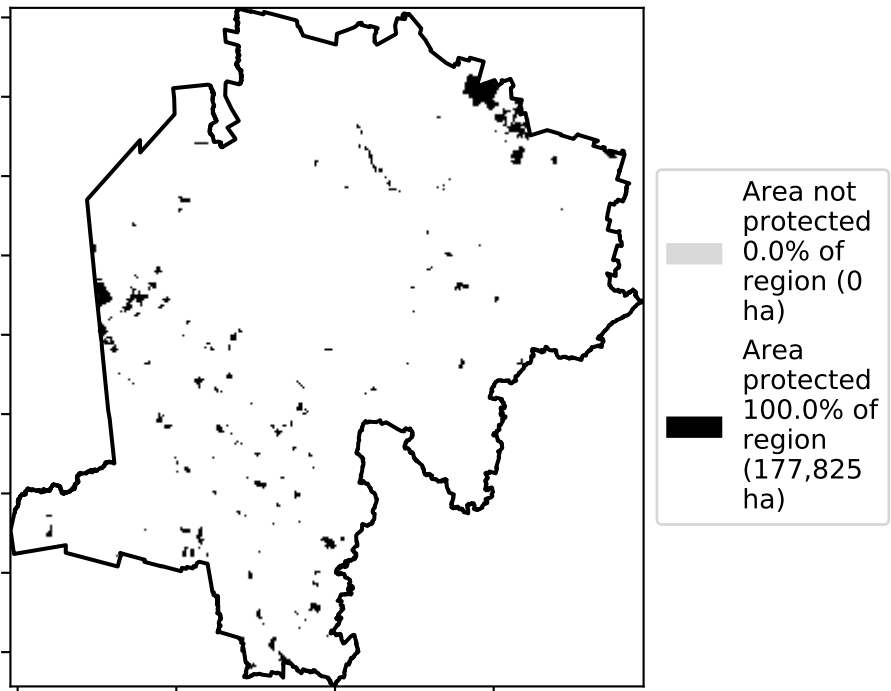 Area not
protected
0.0% of
region (0
ha)
Area
protected
100.0% of
region
(177,825
ha)